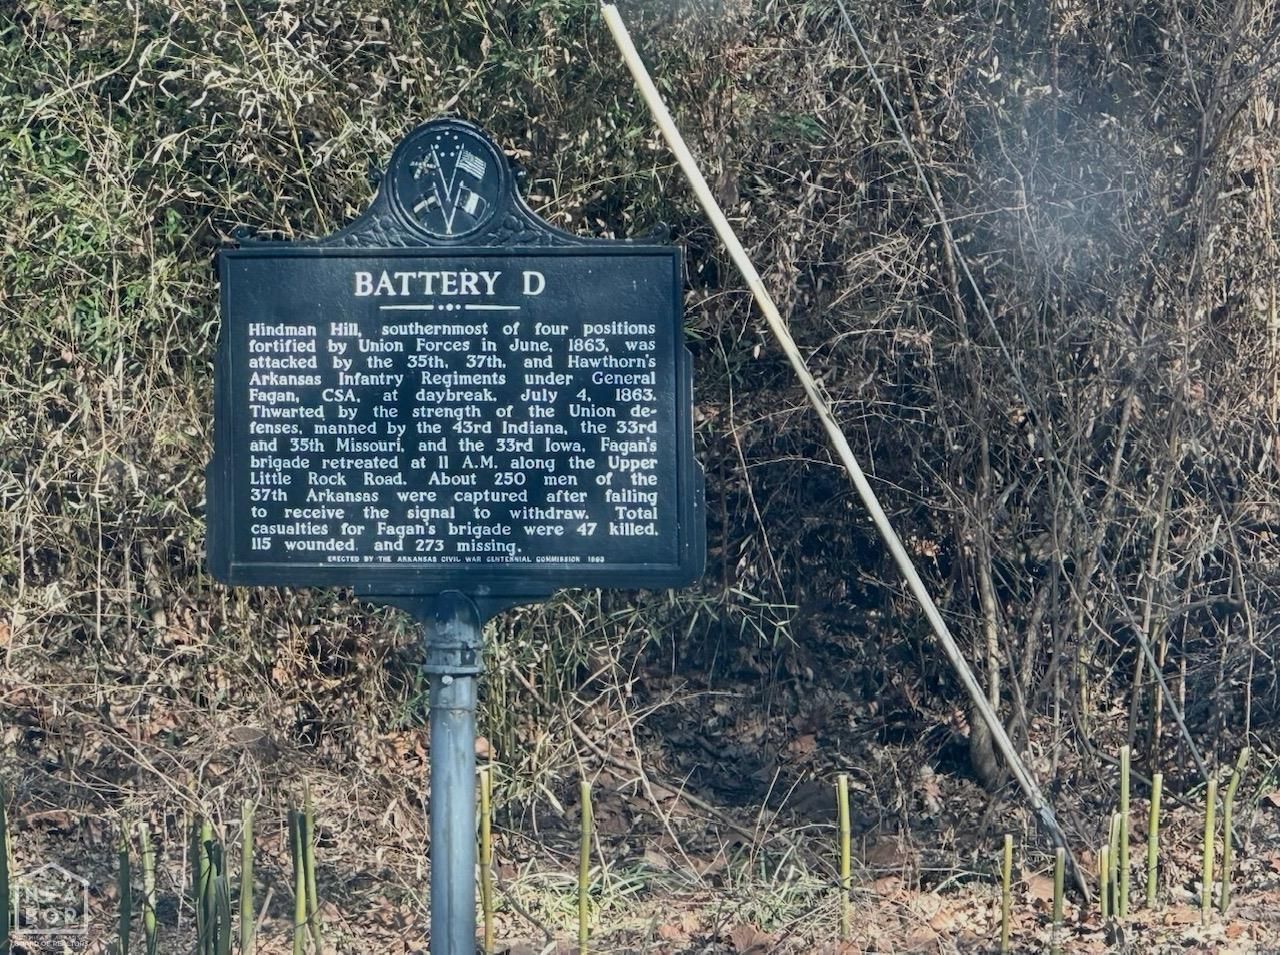 BATTERY D
Hindman Hill, southernmost of four positions
fortified by Union Forces in June, 1863, was
attacked by the 35th, 37th, and Hawthorn's
Arkansas Infantry Regiments under General
Fagan, CSA, at daybreak, July 4, 1863.
Thwarted by the strength of the Union de-
fenses, manned by the 43rd Indiana, the 33rd
and 35th Missouri, and the 33rd Iowa, Fagan's
brigade retreated at 11 A.M. along the Upper
Little Rock Road. About 250 men of the
37th Arkansas were captured after failing
to receive the signal to withdraw. Total
casualties for Fagan's brigade were 47 killed,
115 wounded and 273 missing.
ERECTED BY THE ARKANSAS CIVIL WAR CENTENNIAL COMMISSION
BOARD OF REALTORS